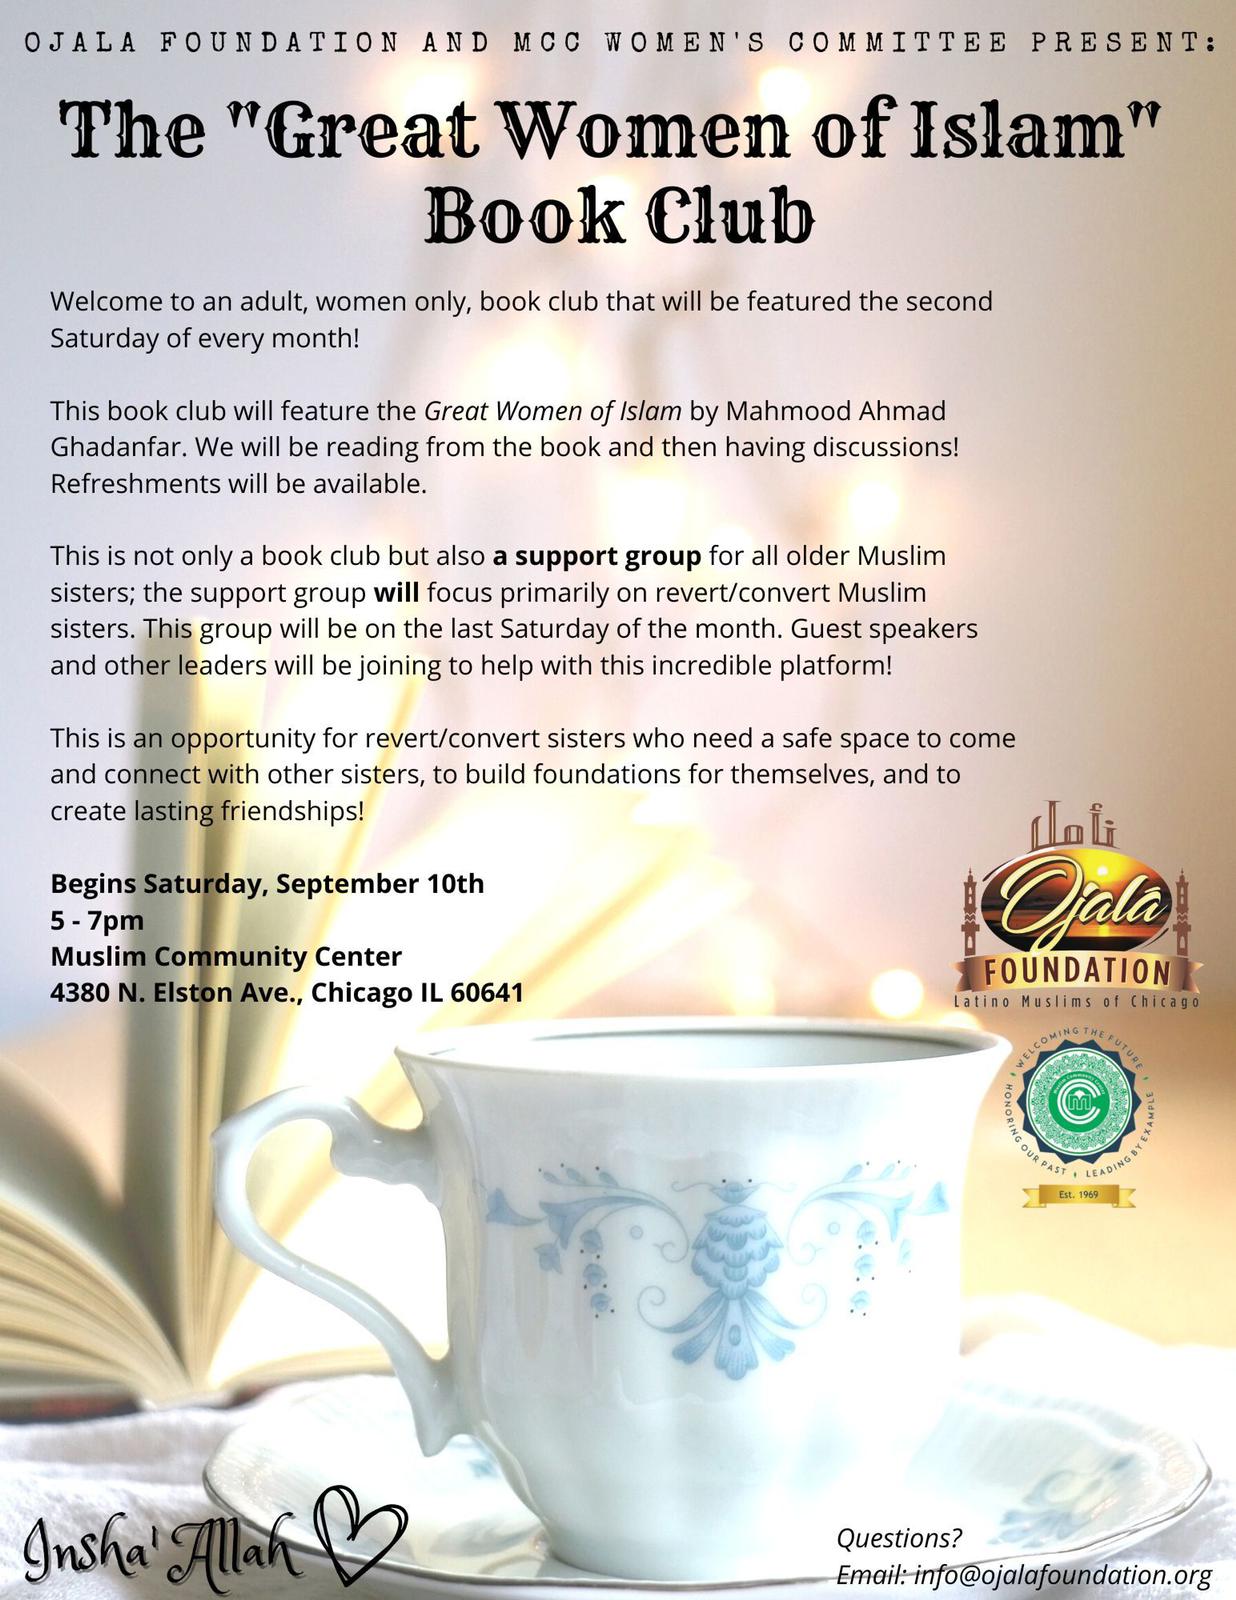 OJALA FOUNDATION AND MCC WOMEN'S COMMITTEE PRESENT:
The "Great Women of Islam"
Book Club
Welcome to an adult, women only, book club that will be featured the second
Saturday of every month!
This book club will feature the Great Women of Islam by Mahmood Ahmad
Ghadanfar. We will be reading from the book and then having discussions!
Refreshments will be available.
This is not only a book club but also a support group for all older Muslim
sisters; the support group will focus primarily on revert/convert Muslim
sisters. This group will be on the last Saturday of the month. Guest speakers
and other leaders will be joining to help with this incredible platform!
This is an opportunity for revert/convert sisters who need a safe space to come
and connect with other sisters, to build foundations for themselves, and to
create lasting friendships!
Begins Saturday, September 10th
5 - 7pm
Muslim Community Center
4380 N. Elston Ave., Chicago IL 60641
Ojalá
FOUNDATION
Latino Muslims of Chicago
HONORING OUR PAST
WELCOMING THE FUTURE
LEADING BY EXAMPLE
Muslim Community Center
Est. 1969
Insha'Allah
Questions?
Email: info@ojalafoundation.org